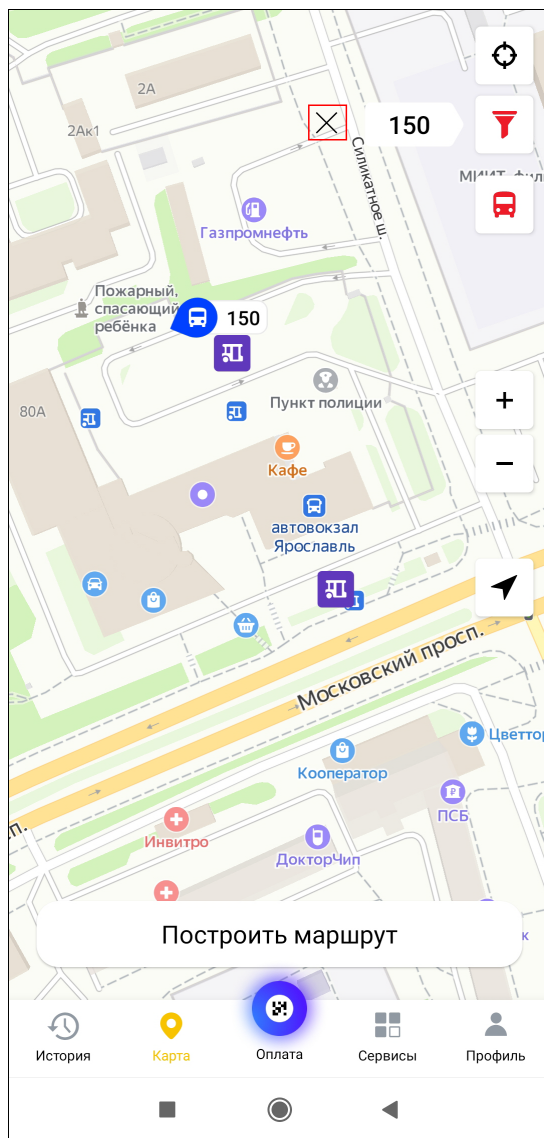 2А
2Ак1
150
Силикатное ш.
МИИТ, фил
Газпромнефть
Пожарный,
спасающий
ребёнка
150
80А
Пункт полиции
Кафе
автовокзал
Ярославль
Московский просп.
Цветтор
Кооператор
ПСБ
сп.
Инвитро
ДокторЧип
к
Построить маршрут
История
Карта
Оплата
Сервисы
Профиль